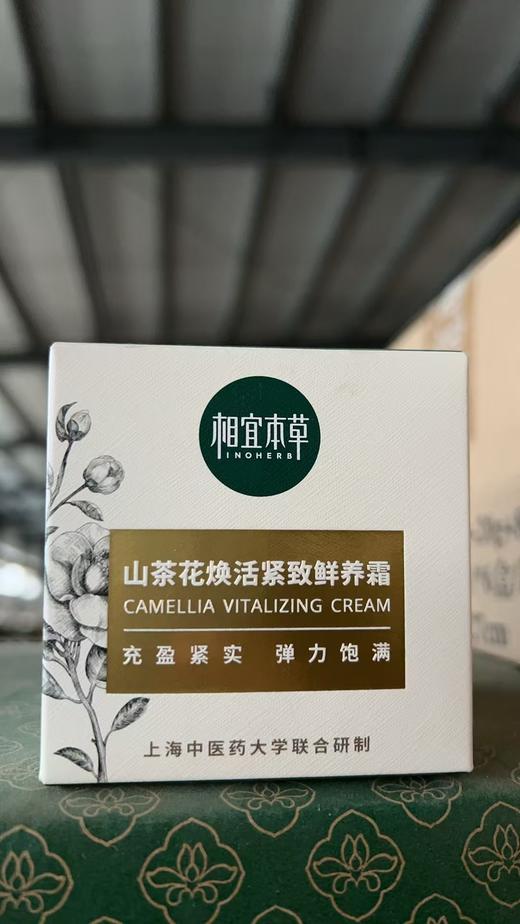 相宜本草
INOHERB
山茶花焕活紧致鲜养霜
CAMELLIA VITALIZING CREAM
充盈紧实 弹力饱满
上海中医药大学联合研制